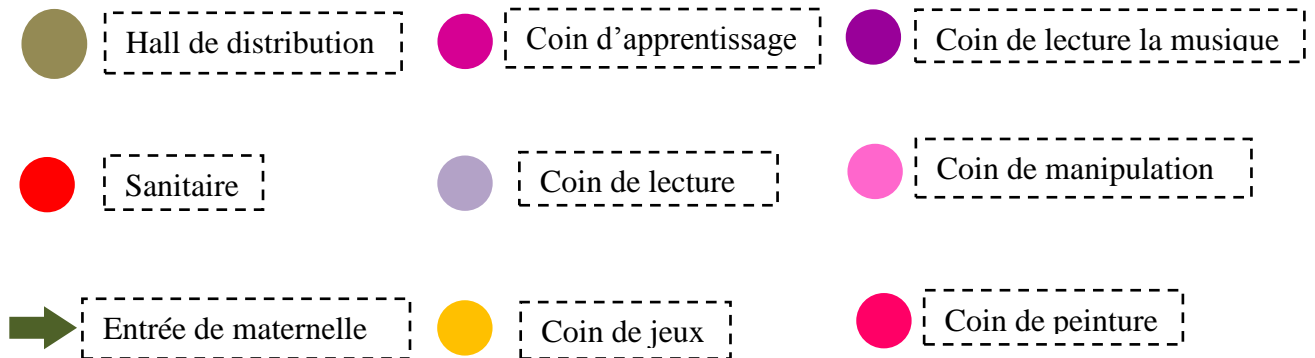 Hall de distribution
Coin d’apprentissage
Coin de lecture la musique
Sanitaire
Coin de lecture
Coin de manipulation
Entrée de maternelle
Coin de jeux
Coin de peinture